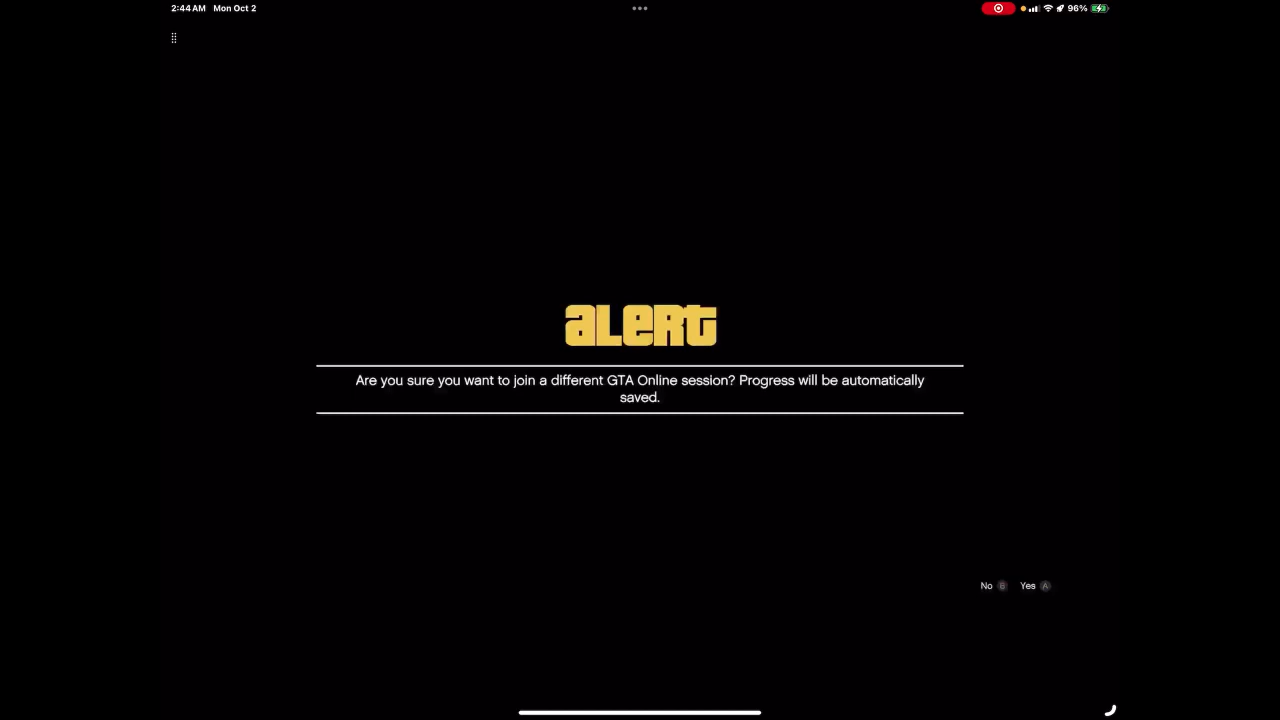 2:44 AM Mon Oct 2
96%
aLeRt
Are you sure you want to join a different GTA Online session? Progress will be automatically
saved.
No B Yes A